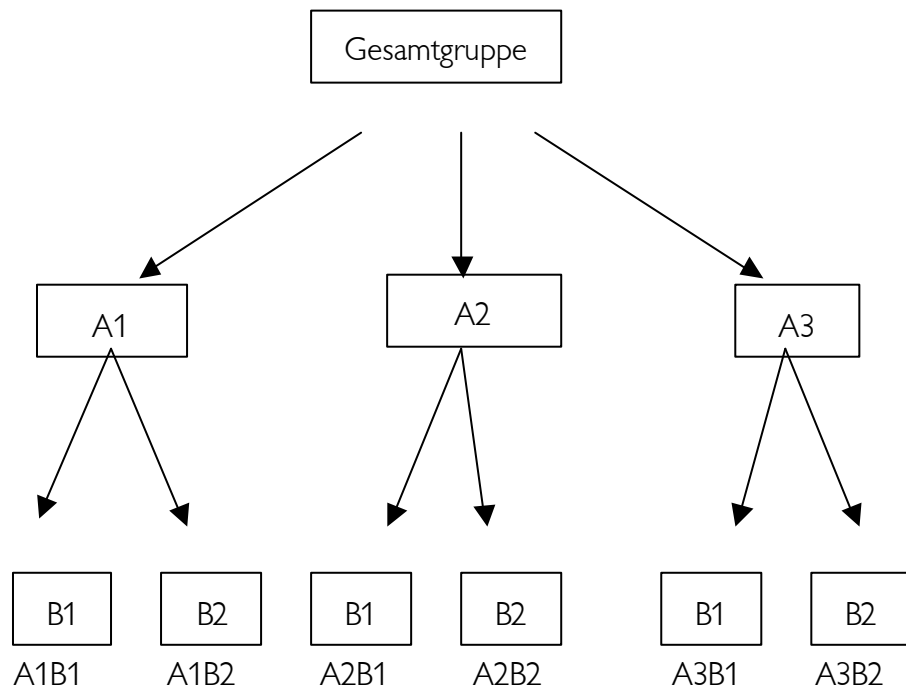 Gesamtgruppe
A1
A2
A3
B1
B2
B1
B2
B1
B2
A1B1
A1B2
A2B1
A2B2
A3B1
A3B2